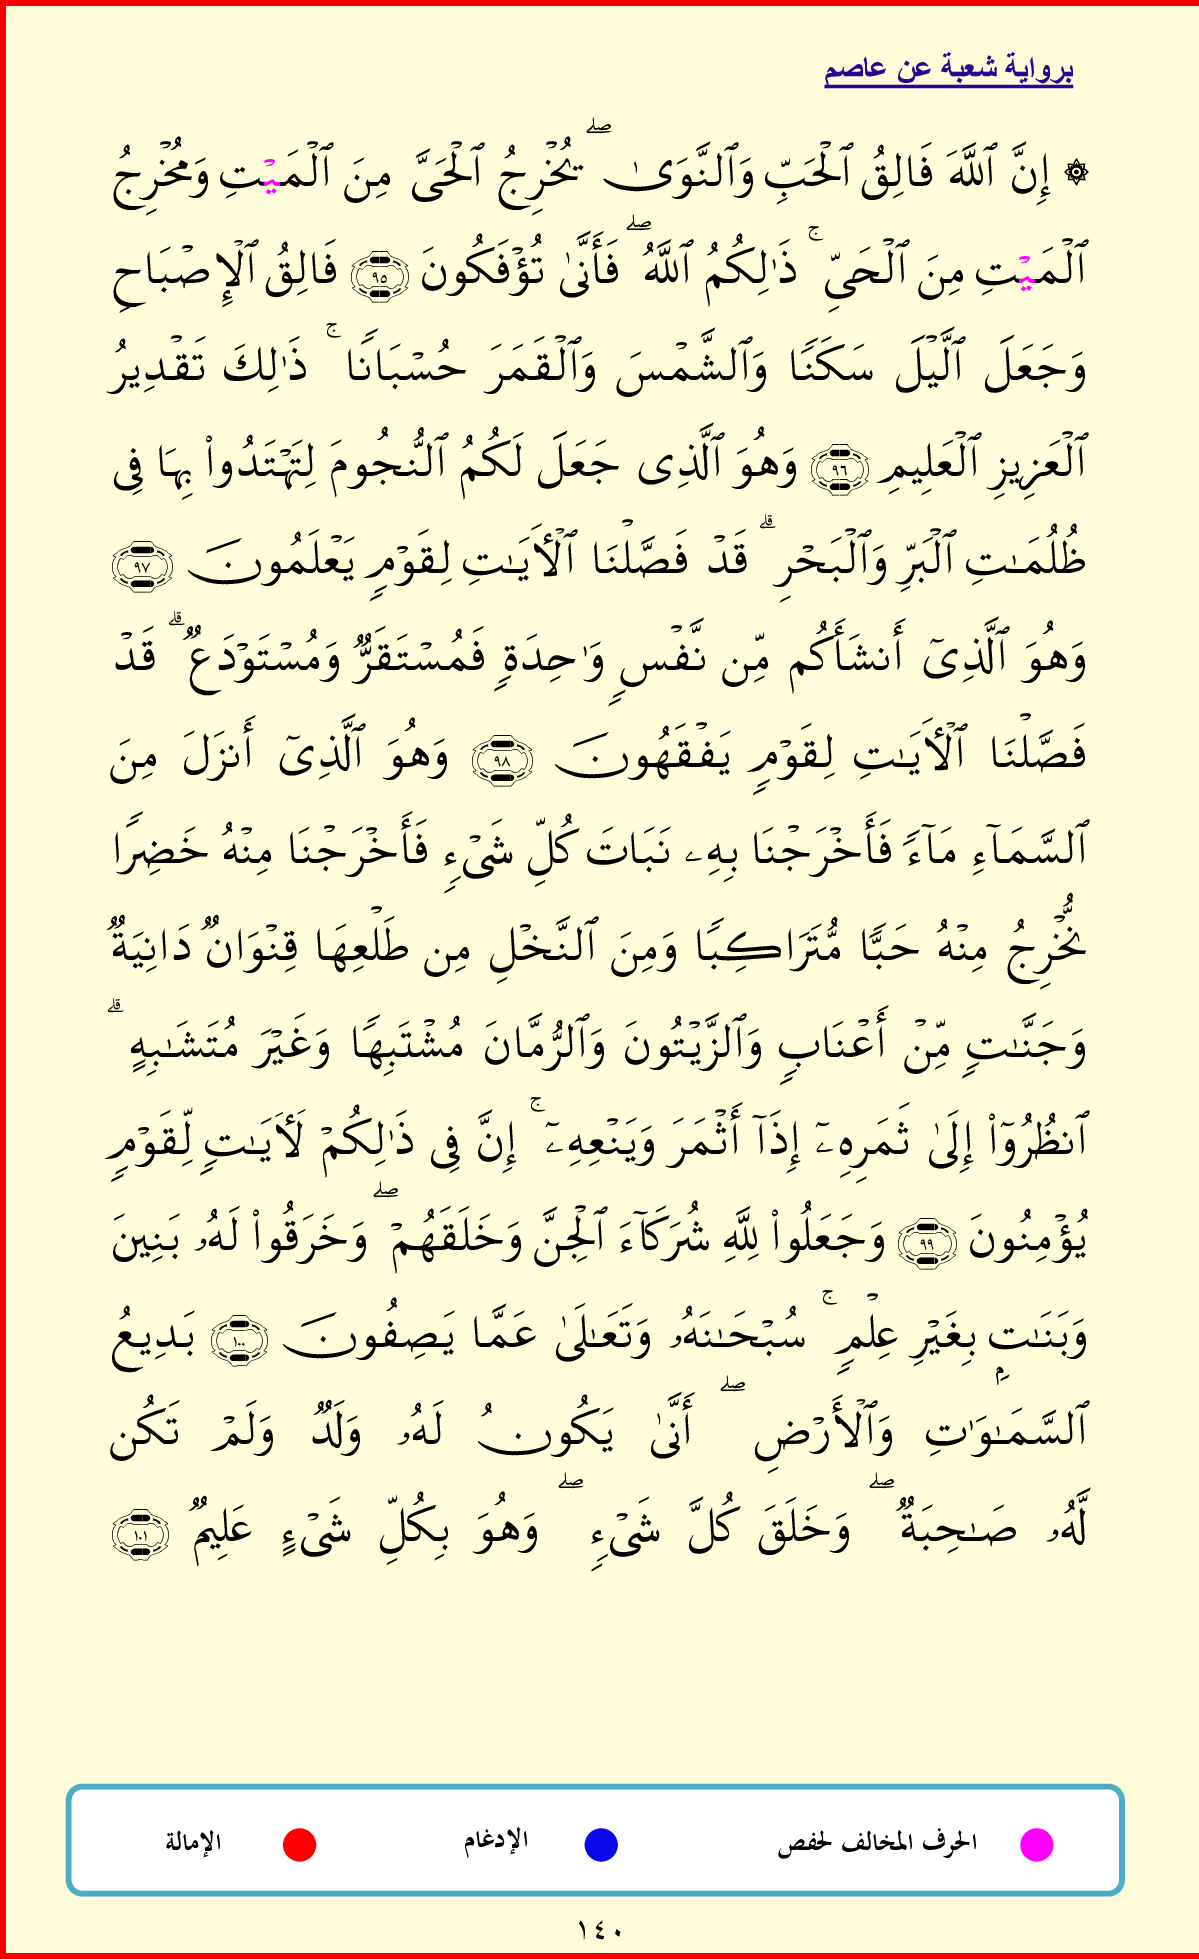 برواية شعبة عن عاصم
۞ إِنَّ ٱللَّهَ فَالِقُ ٱلْحَبِّ وَٱلنَّوَىٰ ۖ يُخْرِجُ ٱلْحَىَّ مِنَ ٱلْمَيْتِ وَمُخْرِجُ
ٱلْمَيْتِ مِنَ ٱلْحَىِّ ۚ ذَٰلِكُمُ ٱللَّهُ ۖ فَأَنَّىٰ تُؤْفَكُونَ ٩٥ فَالِقُ ٱلْإِصْبَاحِ
وَجَعَلَ ٱلَّيْلَ سَكَنًا وَٱلشَّمْسَ وَٱلْقَمَرَ حُسْبَانًا ۚ ذَٰلِكَ تَقْدِيرُ
ٱلْعَزِيزِ ٱلْعَلِيمِ ٩٦ وَهُوَ ٱلَّذِى جَعَلَ لَكُمُ ٱلنُّجُومَ لِتَهْتَدُوا۟ بِهَا فِى
ظُلُمَـٰتِ ٱلْبَرِّ وَٱلْبَحْرِ ۗ قَدْ فَصَّلْنَا ٱلْأَيَـٰتِ لِقَوْمٍ يَعْلَمُونَ ٩٧
وَهُوَ ٱلَّذِىٓ أَنشَأَكُم مِّن نَّفْسٍ وَٰحِدَةٍ فَمُسْتَقَرٌّ وَمُسْتَوْدَعٌ ۗ قَدْ
فَصَّلْنَا ٱلْأَيَـٰتِ لِقَوْمٍ يَفْقَهُونَ ٩٨ وَهُوَ ٱلَّذِىٓ أَنزَلَ مِنَ
ٱلسَّمَآءِ مَآءً فَأَخْرَجْنَا بِهِۦ نَبَاتَ كُلِّ شَىْءٍ فَأَخْرَجْنَا مِنْهُ خَضِرًا
نُّخْرِجُ مِنْهُ حَبًّا مُّتَرَاكِبًا وَمِنَ ٱلنَّخْلِ مِن طَلْعِهَا قِنْوَانٌ دَانِيَةٌ
وَجَنَّـٰتٍ مِّنْ أَعْنَابٍ وَٱلزَّيْتُونَ وَٱلرُّمَّانَ مُشْتَبِهًا وَغَيْرَ مُتَشَـٰبِهٍ ۗ
ٱنظُرُوٓا۟ إِلَىٰ ثَمَرِهِۦٓ إِذَآ أَثْمَرَ وَيَنْعِهِۦٓ ۚ إِنَّ فِى ذَٰلِكُمْ لَأَيَـٰتٍ لِّقَوْمٍ
يُؤْمِنُونَ ٩٩ وَجَعَلُوا۟ لِلَّهِ شُرَكَآءَ ٱلْجِنَّ وَخَلَقَهُمْ ۖ وَخَرَقُوا۟ لَهُۥ بَنِينَ
وَبَنَـٰتٍۭ بِغَيْرِ عِلْمٍ ۚ سُبْحَـٰنَهُۥ وَتَعَـٰلَىٰ عَمَّا يَصِفُونَ ١٠٠ بَدِيعُ
ٱلسَّمَـٰوَٰتِ وَٱلْأَرْضِ ۖ أَنَّىٰ يَكُونُ لَهُۥ وَلَدٌ وَلَمْ تَكُن
لَّهُۥ صَـٰحِبَةٌ ۖ وَخَلَقَ كُلَّ شَىْءٍ ۖ وَهُوَ بِكُلِّ شَىْءٍ عَلِيمٌ ١٠١
الحرف المخالف لحفص الإدغام الإمالة
١٤٠